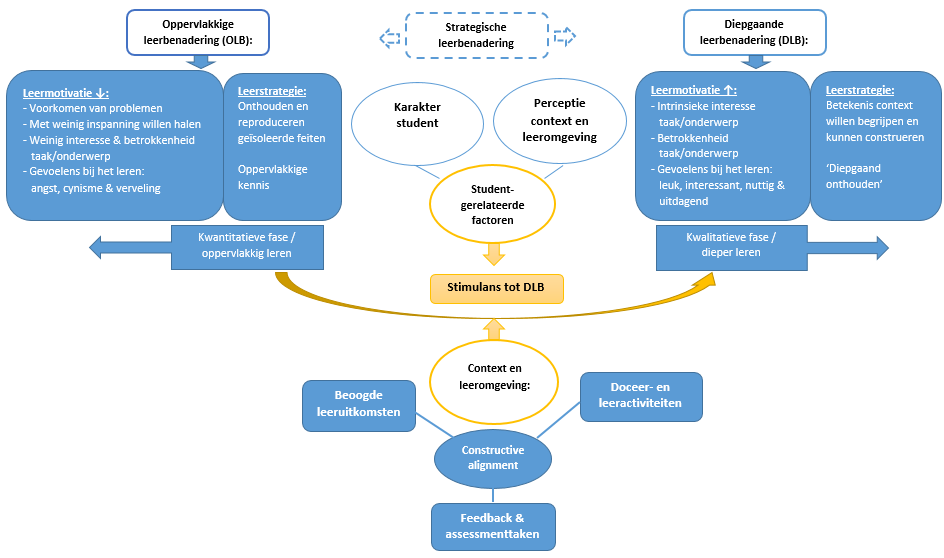 Oppervlakkige
leerbenadering (OLB):
Strategische
leerbenadering
Diepgaande
leerbenadering (DLB):
Leermotivatie ↓:
- Voorkomen van problemen
- Met weinig inspanning willen halen
- Weinig interesse & betrokkenheid
taak/onderwerp
- Gevoelens bij het leren:
angst, cynisme & verveling
Leerstrategie:
Onthouden en
reproduceren
geïsoleerde feiten
Oppervlakkige
kennis
Karakter
student
Perceptie
context en
leeromgeving
Leermotivatie ↑:
- Intrinsieke interesse
taak/onderwerp
- Betrokkenheid
taak/onderwerp
- Gevoelens bij het leren:
leuk, interessant, nuttig &
uitdagend
Leerstrategie:
Betekenis context
willen begrijpen en
kunnen construeren
'Diepgaand
onthouden'
Student-
gerelateerde
factoren
Kwantitatieve fase /
oppervlakkig leren
Kwalitatieve fase /
dieper leren
Stimulans tot DLB
Context en
leeromgeving:
Beoogde
leeruitkomsten
Doceer- en
leeractiviteiten
Constructive
alignment
Feedback &
assessmenttaken